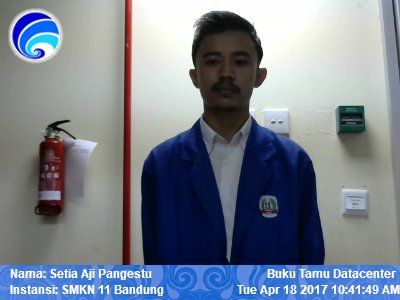 Nama: Setia Aji Pangestu
Buku Tamu Datacenter
Instansi: SMKN 11 Bandung
Tue Apr 18 2017 10:41:49 AM